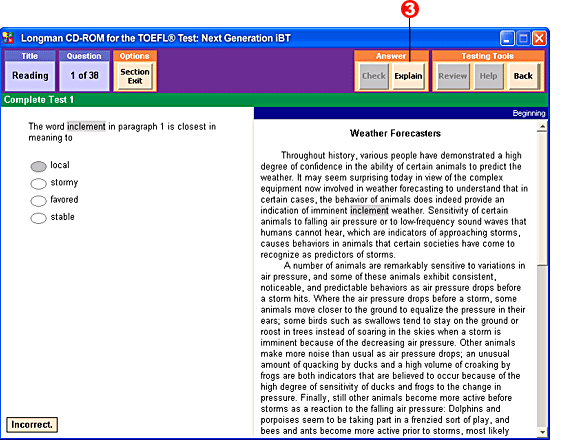 3
Longman CD-ROM for the TOEFL® Test: Next Generation iBT
Title
Question
Options
Answer
Testing Tools
Reading
1 of 38
Section
Exit
Check
Explain
Review
Help
Back
Complete Test 1
Beginning
The word inclement in paragraph 1 is closest in
meaning to
local
stormy
favored
stable
Incorrect.
Weather Forecasters
Throughout history, various people have demonstrated a high
degree of confidence in the ability of certain animals to predict the
weather. It may seem surprising today in view of the complex
equipment now involved in weather forecasting to understand that in
certain cases, the behavior of animals does indeed provide an
indication of imminent inclement weather. Sensitivity of certain
animals to falling air pressure or to low-frequency sound waves that
humans cannot hear, which are indicators of approaching storms,
causes behaviors in animals that certain societies have come to
recognize as predictors of storms.
A number of animals are remarkably sensitive to variations in
air pressure, and some of these animals exhibit consistent,
noticeable, and predictable behaviors as air pressure drops before
a storm hits. Where the air pressure drops before a storm, some
animals move closer to the ground to equalize the pressure in their
ears; some birds such as swallows tend to stay on the ground or
roost in trees instead of soaring in the skies when a storm is
imminent because of the decreasing air pressure. Other animals
make more noise than usual as air pressure drops; an unusual
amount of quacking by ducks and a high volume of croaking by
frogs are both indicators that are believed to occur because of the
high degree of sensitivity of ducks and frogs to the change in
pressure. Finally, still other animals become more active before
storms as a reaction to the falling air pressure: Dolphins and
porpoises seem to be taking part in a frenzied sort of play, and
bees and ants become more active prior to storms, most likely